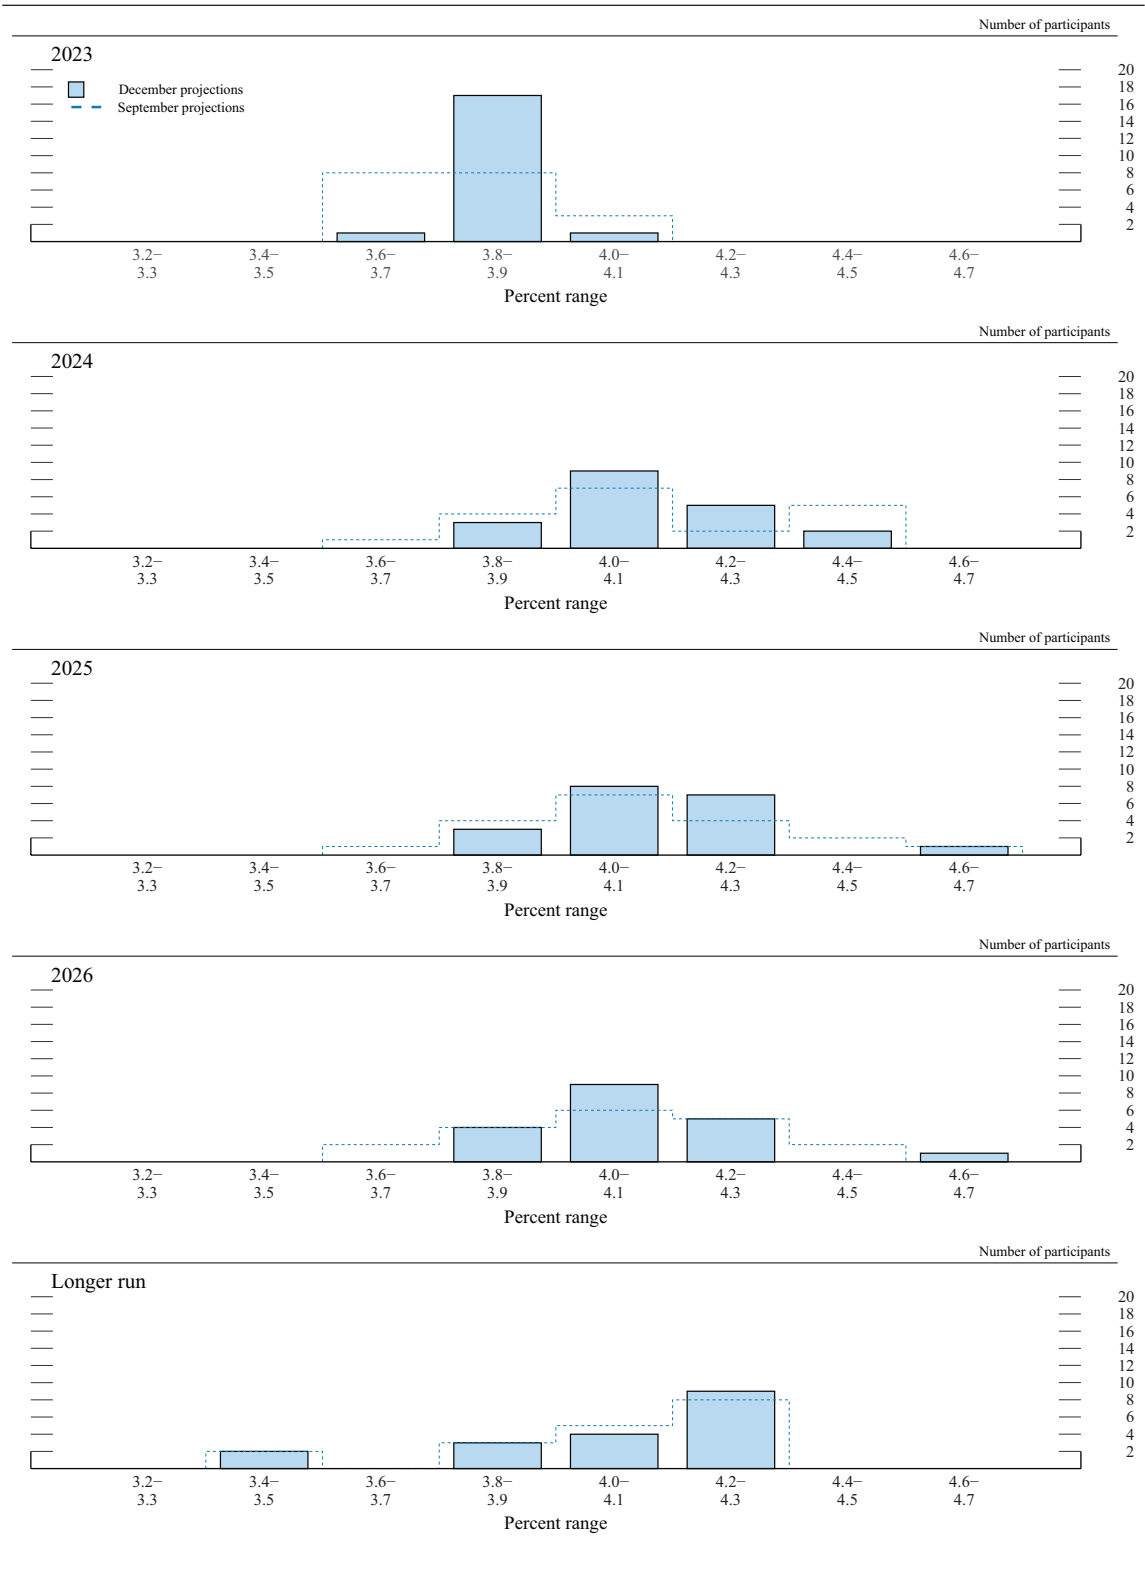 Number of participants
2023
December projections
September projections
20
18
16
14
12
10
8
6
4
2
3.2– 3.4– 3.6– 3.8– 4.0– 4.2– 4.4– 4.6–
3.3 3.5 3.7 3.9 4.1 4.3 4.5 4.7
Percent range
Number of participants
2024
20
18
16
14
12
10
8
6
4
2
3.2– 3.4– 3.6– 3.8– 4.0– 4.2– 4.4– 4.6–
3.3 3.5 3.7 3.9 4.1 4.3 4.5 4.7
Percent range
Number of participants
2025
20
18
16
14
12
10
8
6
4
2
3.2– 3.4– 3.6– 3.8– 4.0– 4.2– 4.4– 4.6–
3.3 3.5 3.7 3.9 4.1 4.3 4.5 4.7
Percent range
Number of participants
2026
20
18
16
14
12
10
8
6
4
2
3.2– 3.4– 3.6– 3.8– 4.0– 4.2– 4.4– 4.6–
3.3 3.5 3.7 3.9 4.1 4.3 4.5 4.7
Percent range
Number of participants
Longer run
20
18
16
14
12
10
8
6
4
2
3.2– 3.4– 3.6– 3.8– 4.0– 4.2– 4.4– 4.6–
3.3 3.5 3.7 3.9 4.1 4.3 4.5 4.7
Percent range